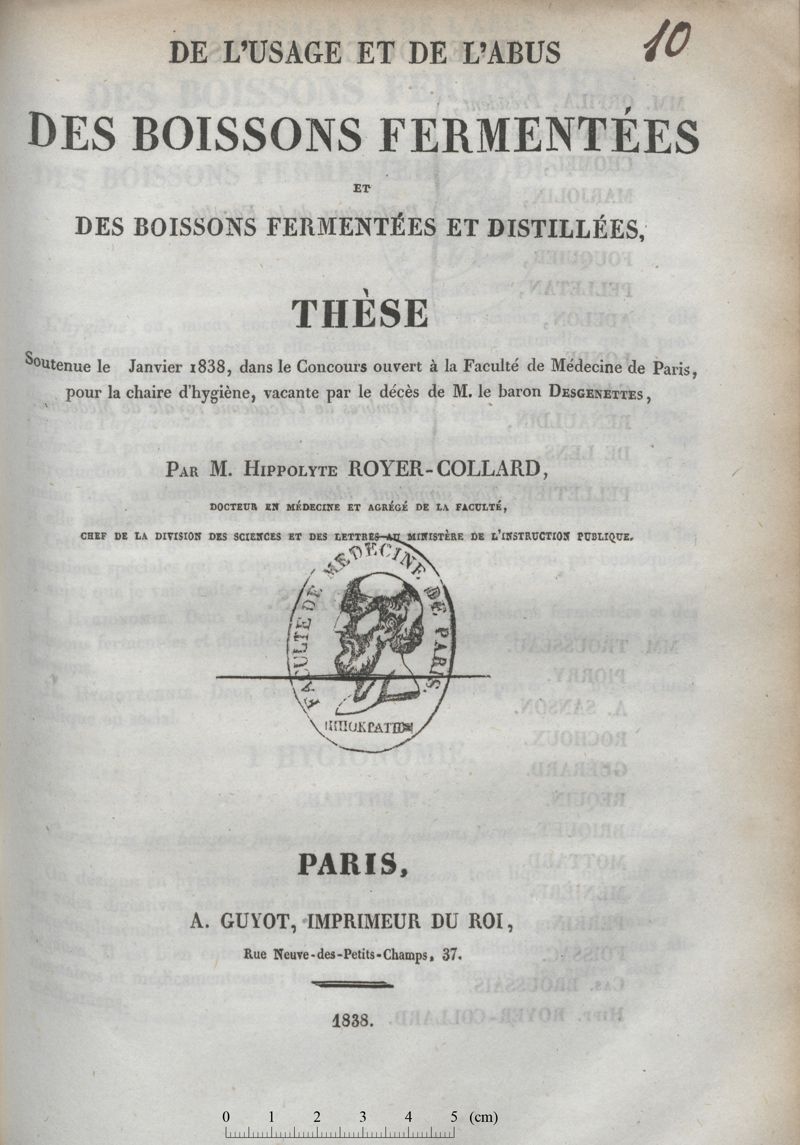 10
DE L'USAGE ET DE L'ABUS
DES BOISSONS FERMENTÉES
ET
DES BOISSONS FERMENTÉES ET DISTILLÉES,
THÈSE
Soutenue le Janvier 1838, dans le Concours ouvert à la Faculté de Médecine de Paris,
pour la chaire d'hygiène, vacante par le décès de M. le baron DESGENETTES,
PAR M. HIPPOLYTE ROYER-COLLARD,
DOCTEUR EN MÉDECINE ET AGRÉGÉ DE LA FACULTÉ,
CHEF DE LA DIVISION DES SCIENCES ET DES LETTRES AU MINISTÈRE DE L'INSTRUCTION PUBLIQUE.
FACULTÉ DE MEDECINE DE PARIS.
PARIS,
A. GUYOT, IMPRIMEUR DU ROI,
Rue Neuve-des-Petits-Champs, 37.
1838.
0 1 2 3 4 5 (cm)